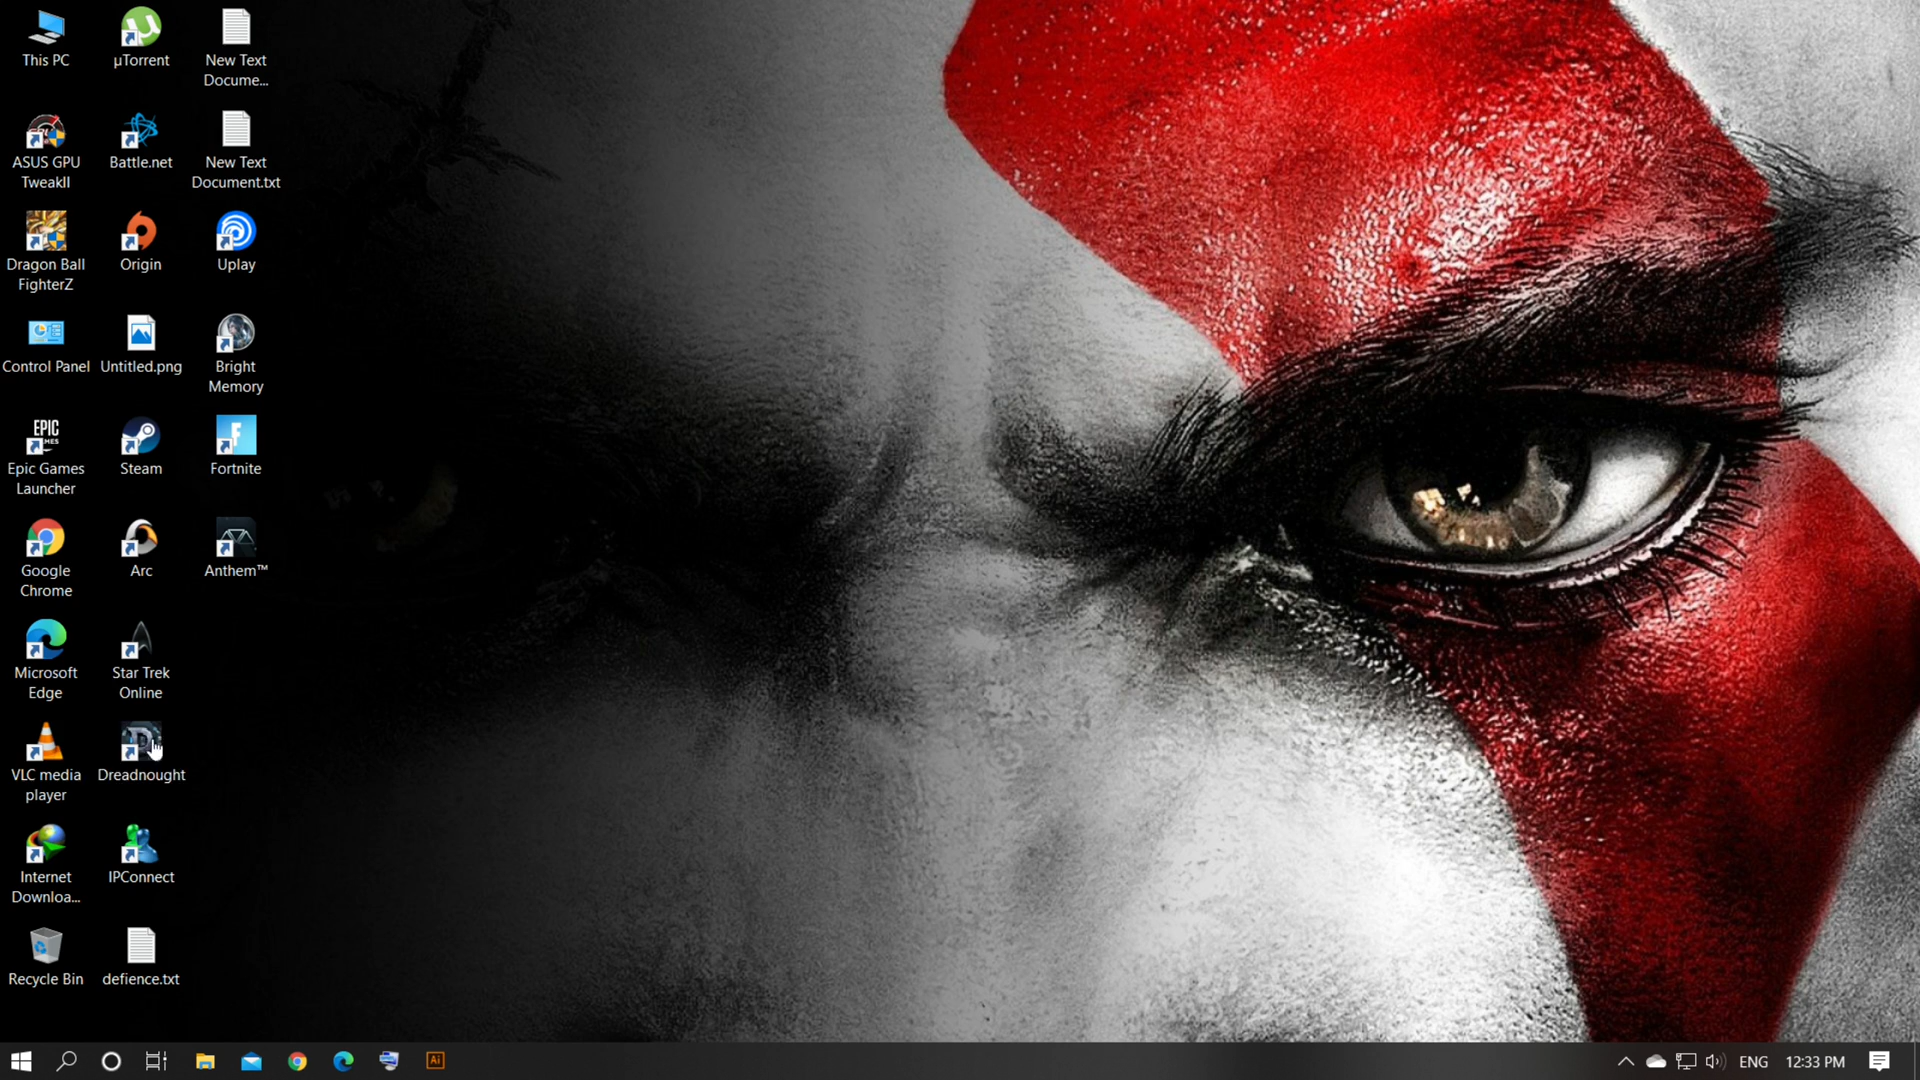 This PC
µTorrent
New Text
Docume...
ASUS GPU
TweakII
Battle.net
New Text
Document.txt
Dragon Ball
FighterZ
Origin
Uplay
Control Panel
Untitled.png
Bright
Memory
EPIC
GAMES
Epic Games
Launcher
Steam
Fortnite
Google
Chrome
Arc
Anthem™
Microsoft
Edge
Star Trek
Online
VLC media
player
Dreadnought
Internet
Downloa...
IPConnect
Recycle Bin
defience.txt
Ai
ENG
12:33 PM